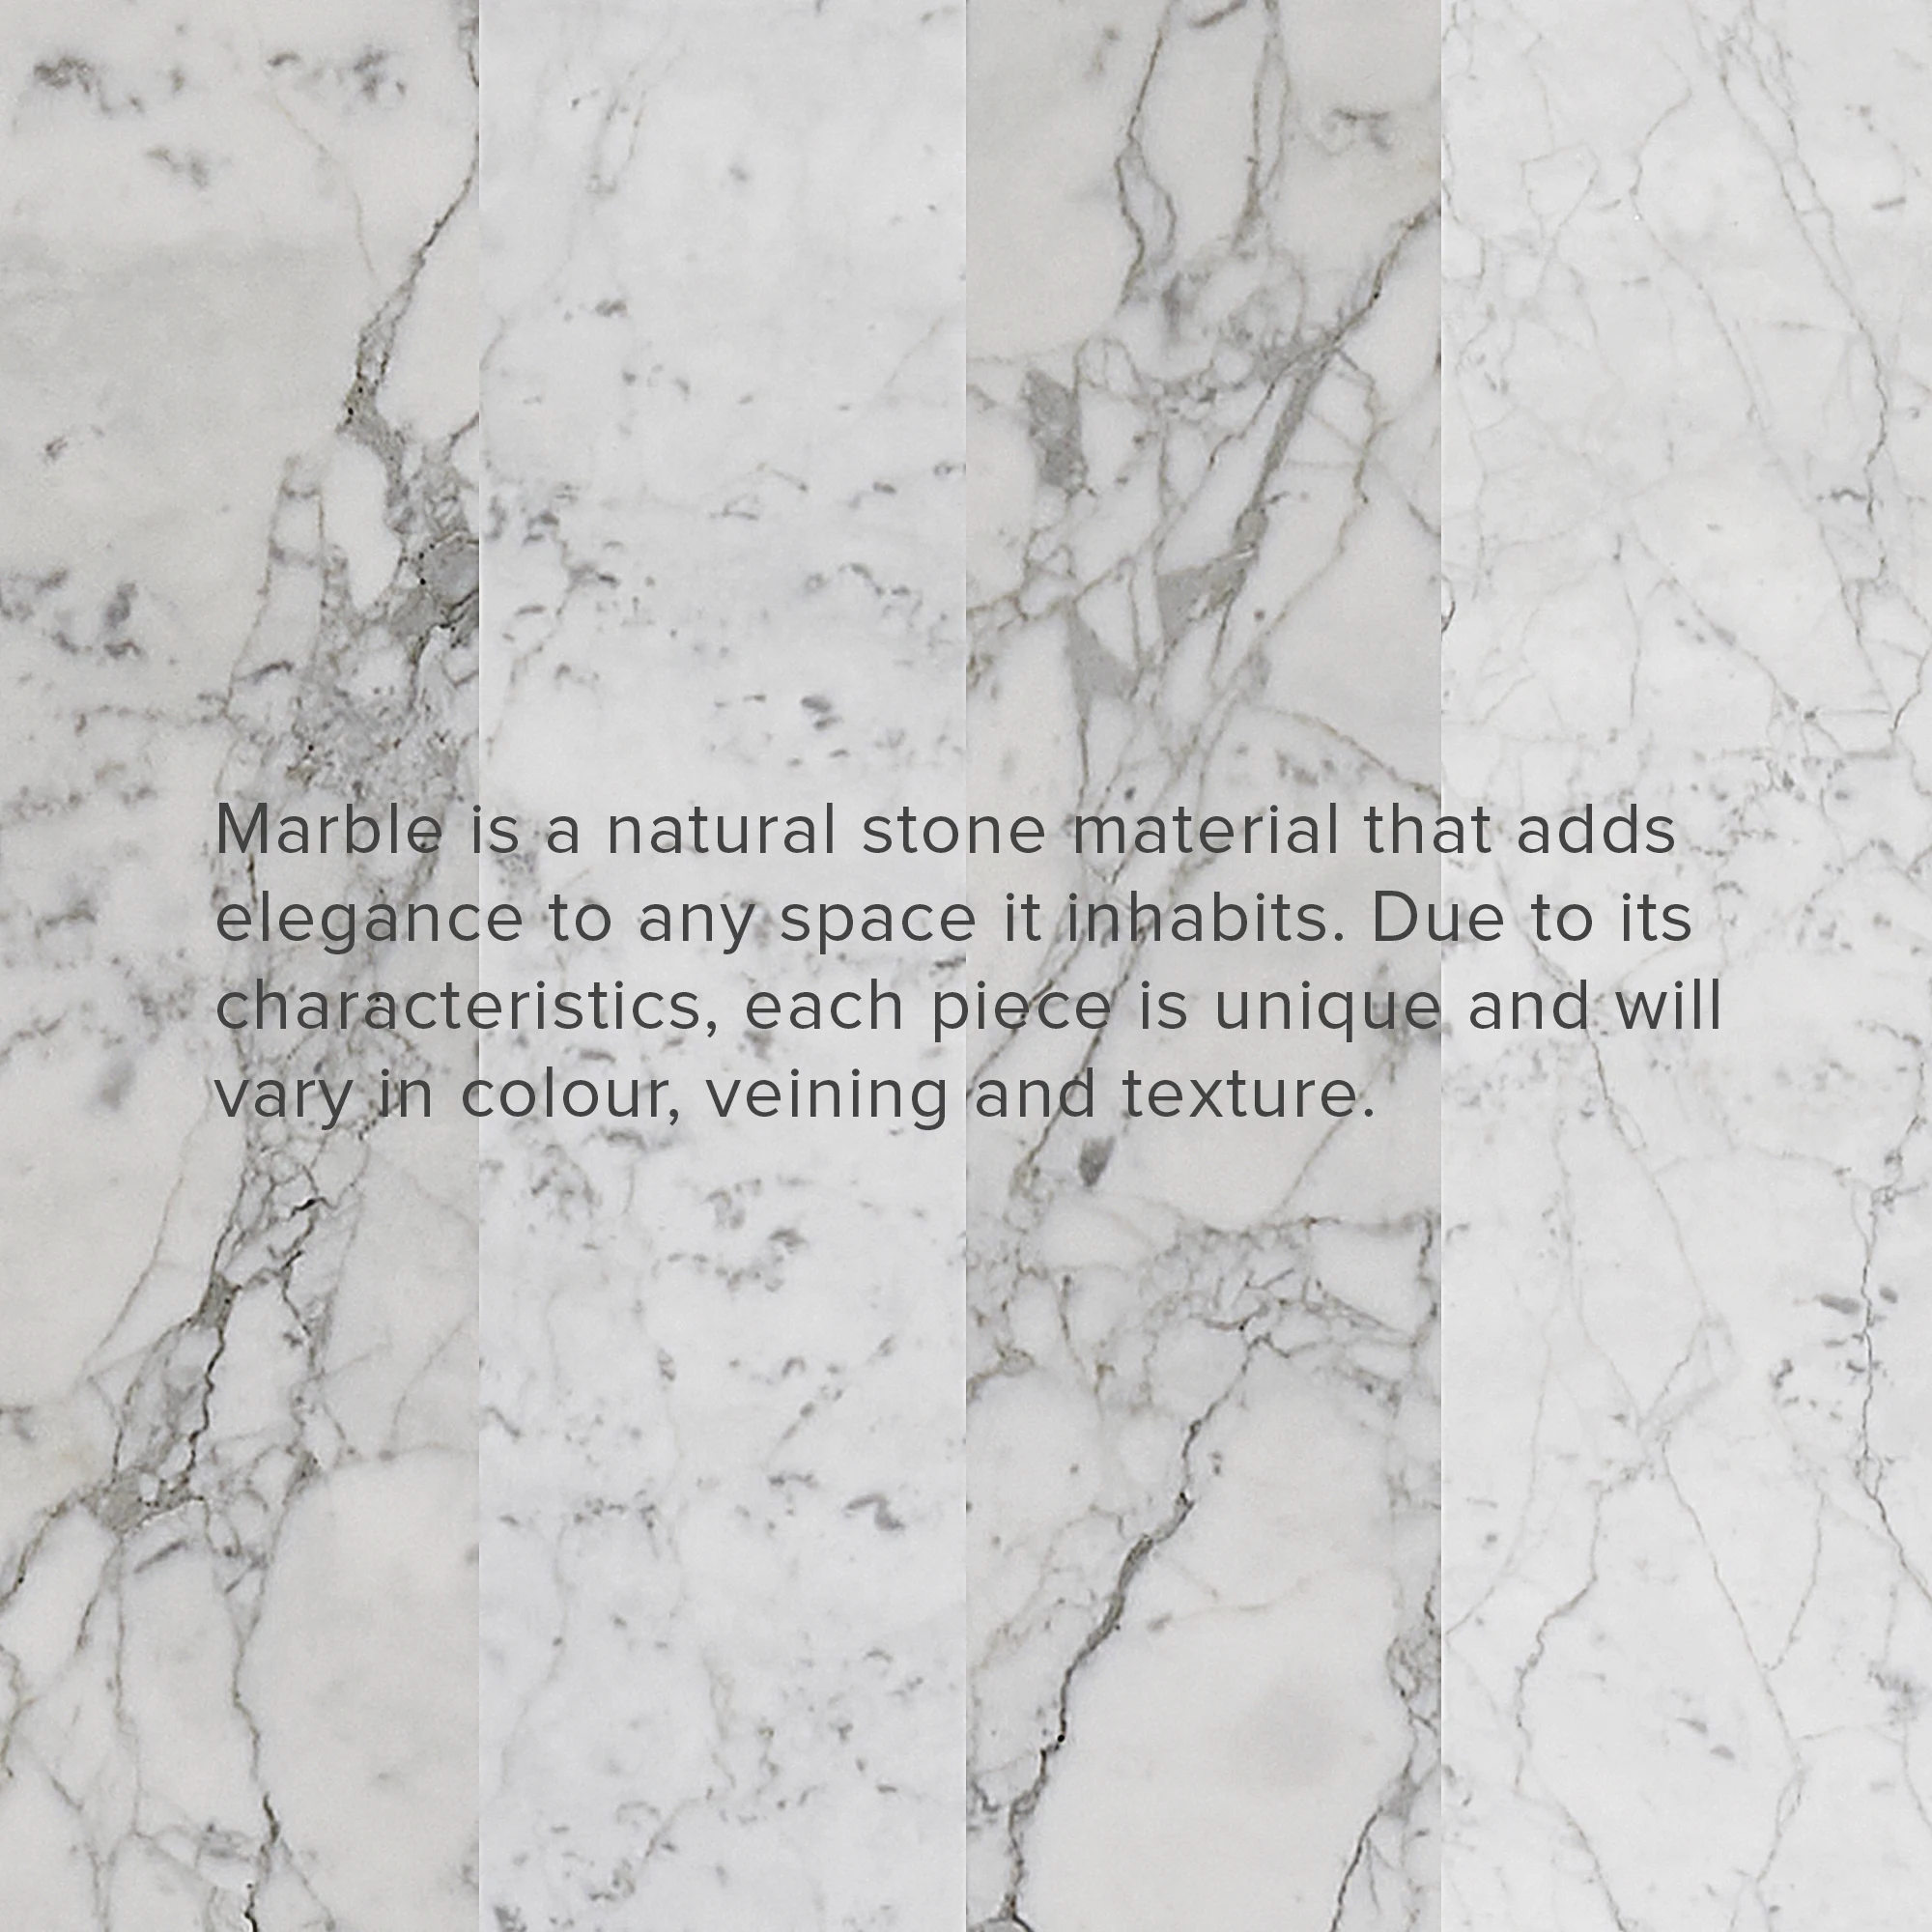 Marble is a natural stone material that adds
elegance to any space it inhabits. Due to its
characteristics, each piece is unique and will
vary in colour, veining and texture.